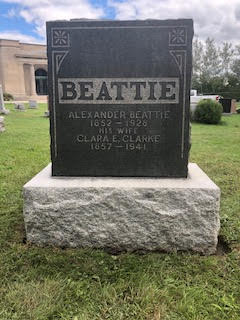 BEATTIE
ALEXANDER BEATTIE
1852 – 1928
HIS WIFE
CLARA E. CLARKE
1857 – 1941